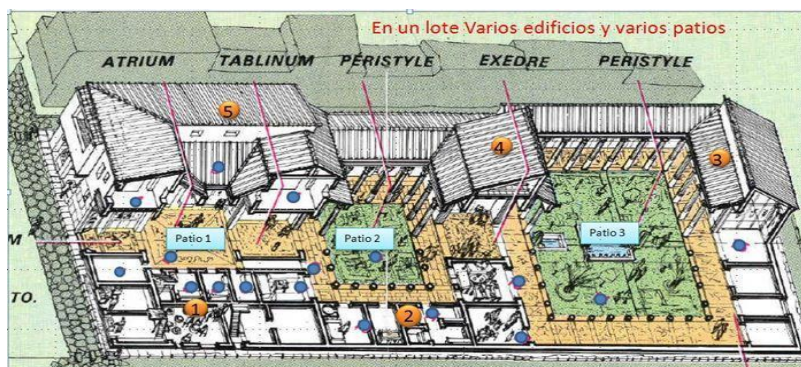 En un lote Varios edificios y varios patios
ATRIUM TABLINUM PERISTYLE EXEDRE PERISTYLE
5
4
3
Patio 1 Patio 2 Patio 3
M
TO.
1
2